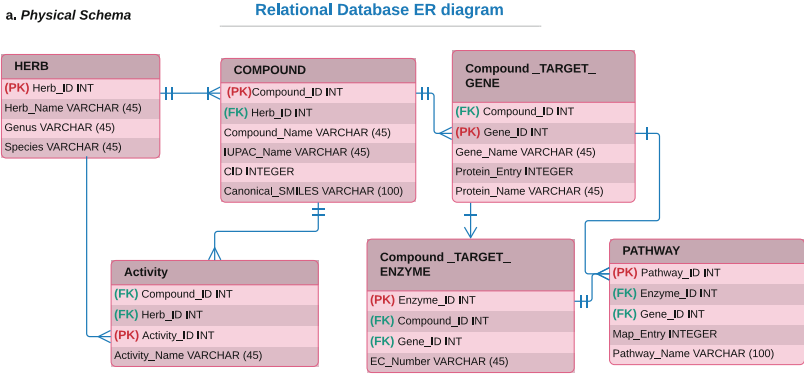 a. Physical Schema
Relational Database ER diagram
HERB
(PK) Herb_ID INT
Herb_Name VARCHAR (45)
Genus VARCHAR (45)
Species VARCHAR (45)
COMPOUND
(PK)Compound_ID INT
(FK) Herb_ID INT
Compound_Name VARCHAR (45)
IUPAC_Name VARCHAR (45)
CID INTEGER
Canonical_SMILES VARCHAR (100)
Compound _TARGET_
GENE
(FK) Compound_ID INT
(PK) Gene_ID INT
Gene_Name VARCHAR (45)
Protein_Entry INTEGER
Protein_Name VARCHAR (45)
Activity
(FK) Compound_ID INT
(FK) Herb_ID INT
(PK) Activity_ID INT
Activity_Name VARCHAR (45)
Compound _TARGET_
ENZYME
(PK) Enzyme_ID INT
(FK) Compound_ID INT
(FK) Gene_ID INT
EC_Number VARCHAR (45)
PATHWAY
(PK) Pathway_ID INT
(FK) Enzyme_ID INT
(FK) Gene_ID INT
Map_Entry INTEGER
Pathway_Name VARCHAR (100)